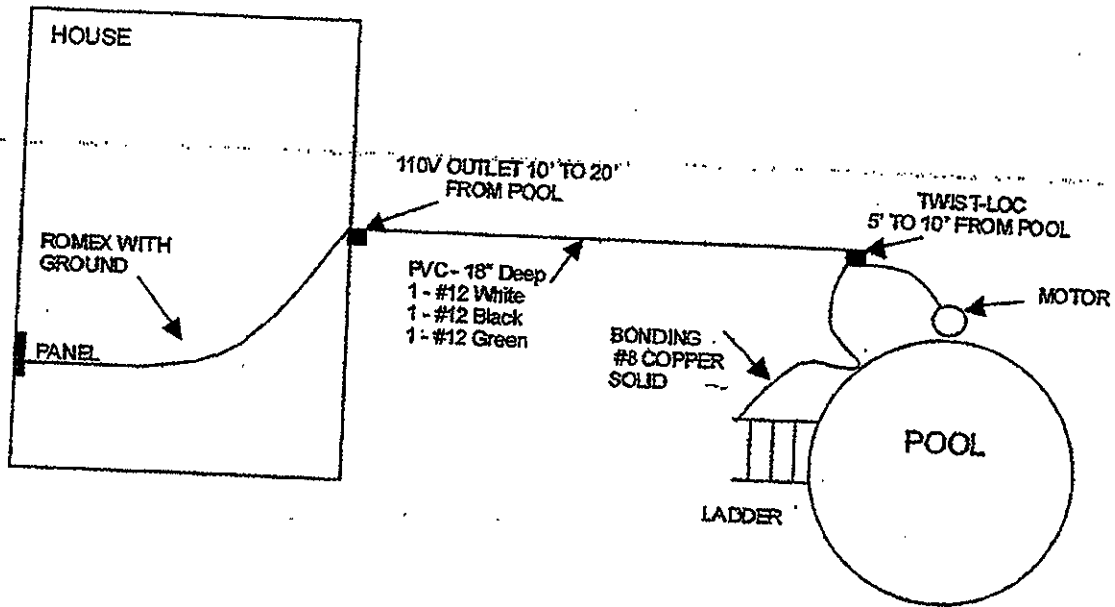 HOUSE
110V OUTLET 10' TO 20'
FROM POOL
TWIST-LOC
5' TO 10' FROM POOL
ROMEX WITH
GROUND
PVC - 18" Deep
1 - #12 White
1 - #12 Black
1 - #12 Green
MOTOR
PANEL
BONDING
#8 COPPER
SOLID
POOL
LADDER